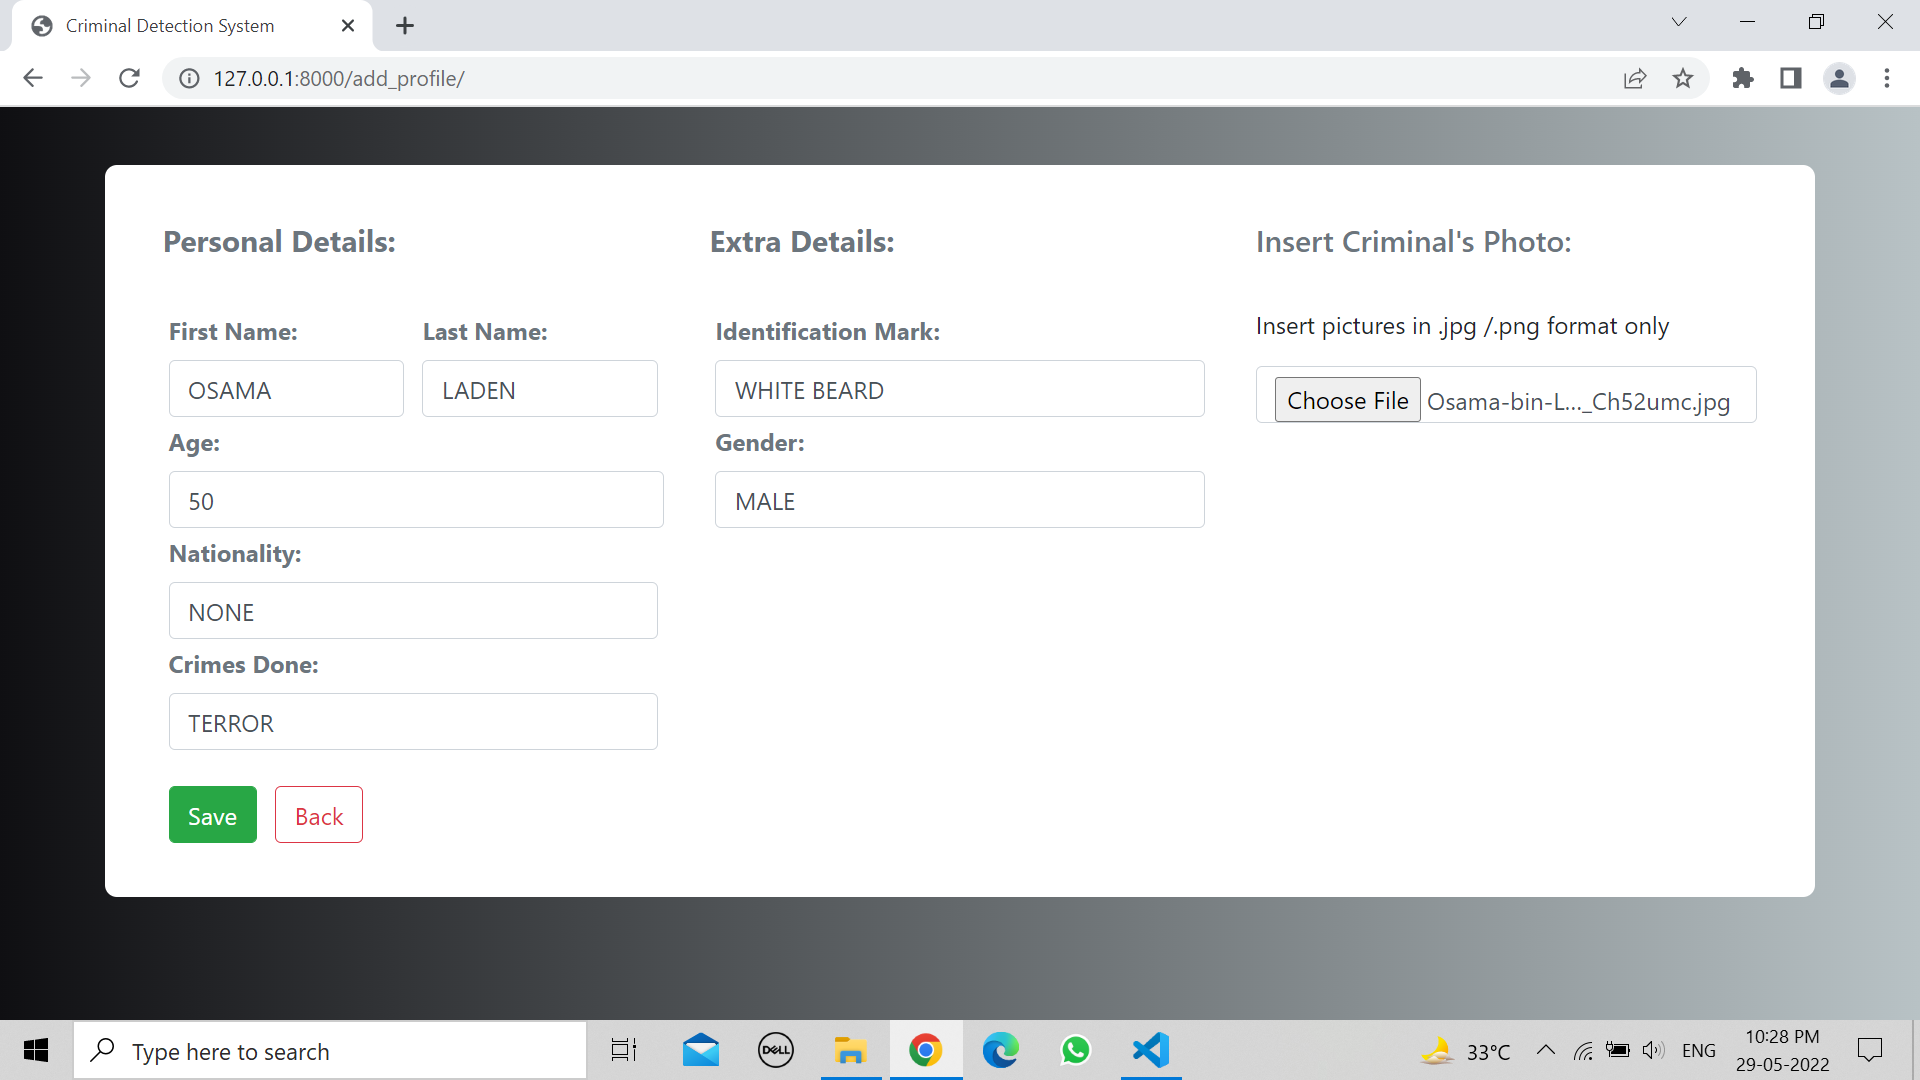 Criminal Detection System
127.0.0.1:8000/add_profile/
Personal Details:
First Name:
Last Name:
OSAMA
LADEN
Age:
50
Nationality:
NONE
Crimes Done:
TERROR
Save
Back
Extra Details:
Identification Mark:
WHITE BEARD
Gender:
MALE
Insert Criminal's Photo:
Insert pictures in .jpg /.png format only
Choose File Osama-bin-L..._Ch52umc.jpg
Type here to search
DELL
33°C
ENG
10:28 PM
29-05-2022